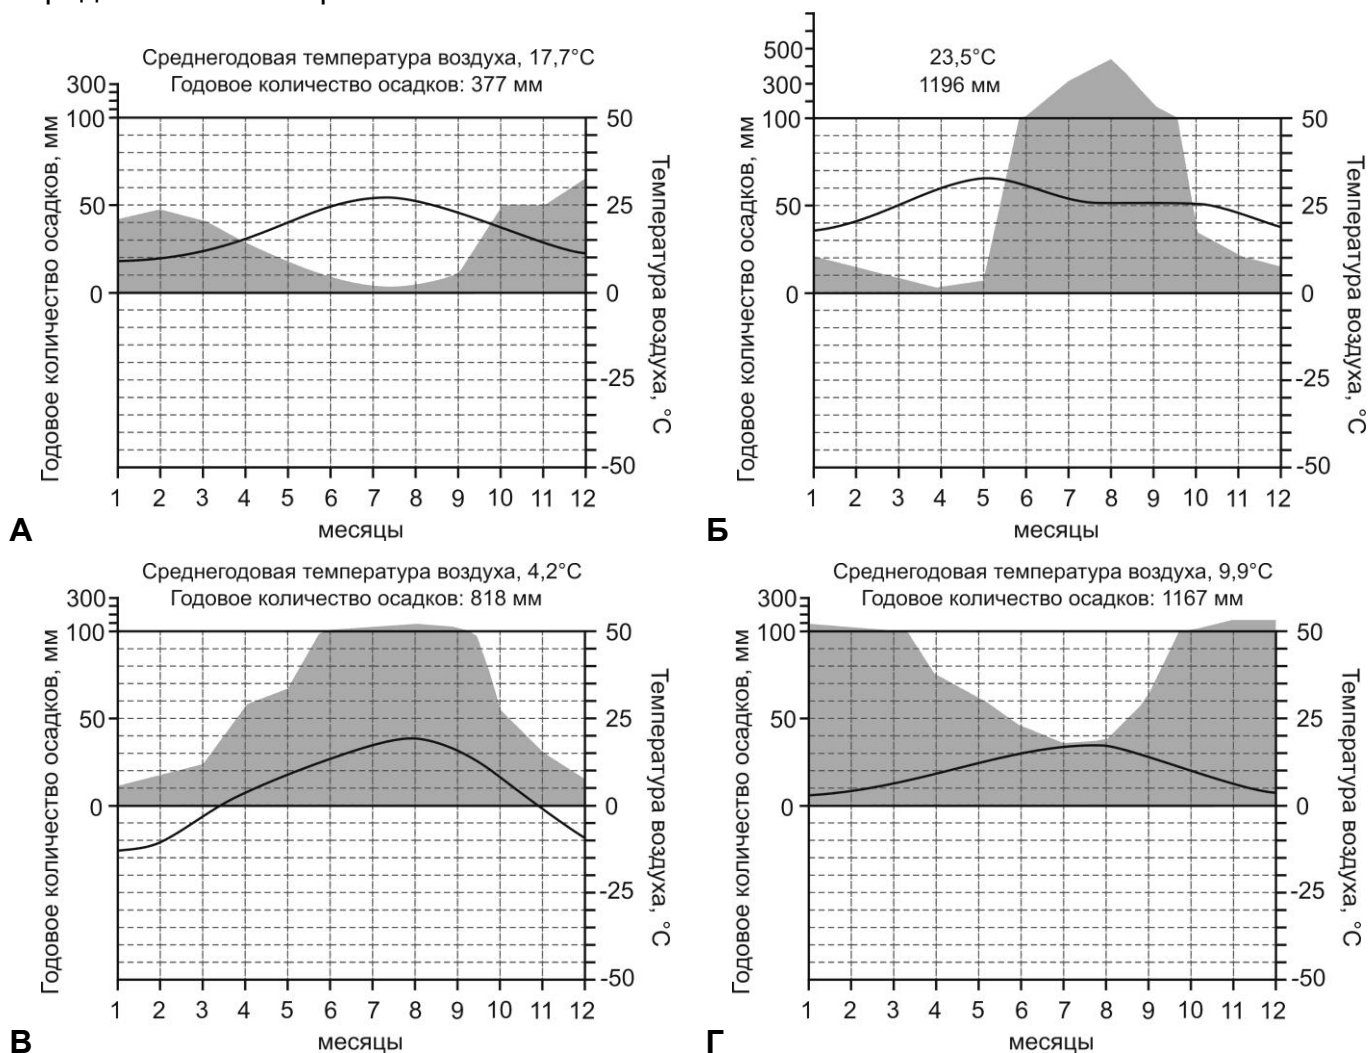 Среднегодовая температура воздуха, 17,7°С
Годовое количество осадков: 377 мм
300
100
50
0
50
25
0
-25
-50
Годовое количество осадков, мм
Температура воздуха, °С
1 2 3 4 5 6 7 8 9 10 11 12
месяцы
А
23,5°С
1196 мм
500
300
100
50
0
50
25
0
-25
-50
Годовое количество осадков, мм
Температура воздуха, °С
1 2 3 4 5 6 7 8 9 10 11 12
месяцы
Б
Среднегодовая температура воздуха, 4,2°С
Годовое количество осадков: 818 мм
300
100
50
0
50
25
0
-25
-50
Годовое количество осадков, мм
Температура воздуха, °С
1 2 3 4 5 6 7 8 9 10 11 12
месяцы
В
Среднегодовая температура воздуха, 9,9°С
Годовое количество осадков: 1167 мм
300
100
50
0
50
25
0
-25
-50
Годовое количество осадков, мм
Температура воздуха, °С
1 2 3 4 5 6 7 8 9 10 11 12
месяцы
Г